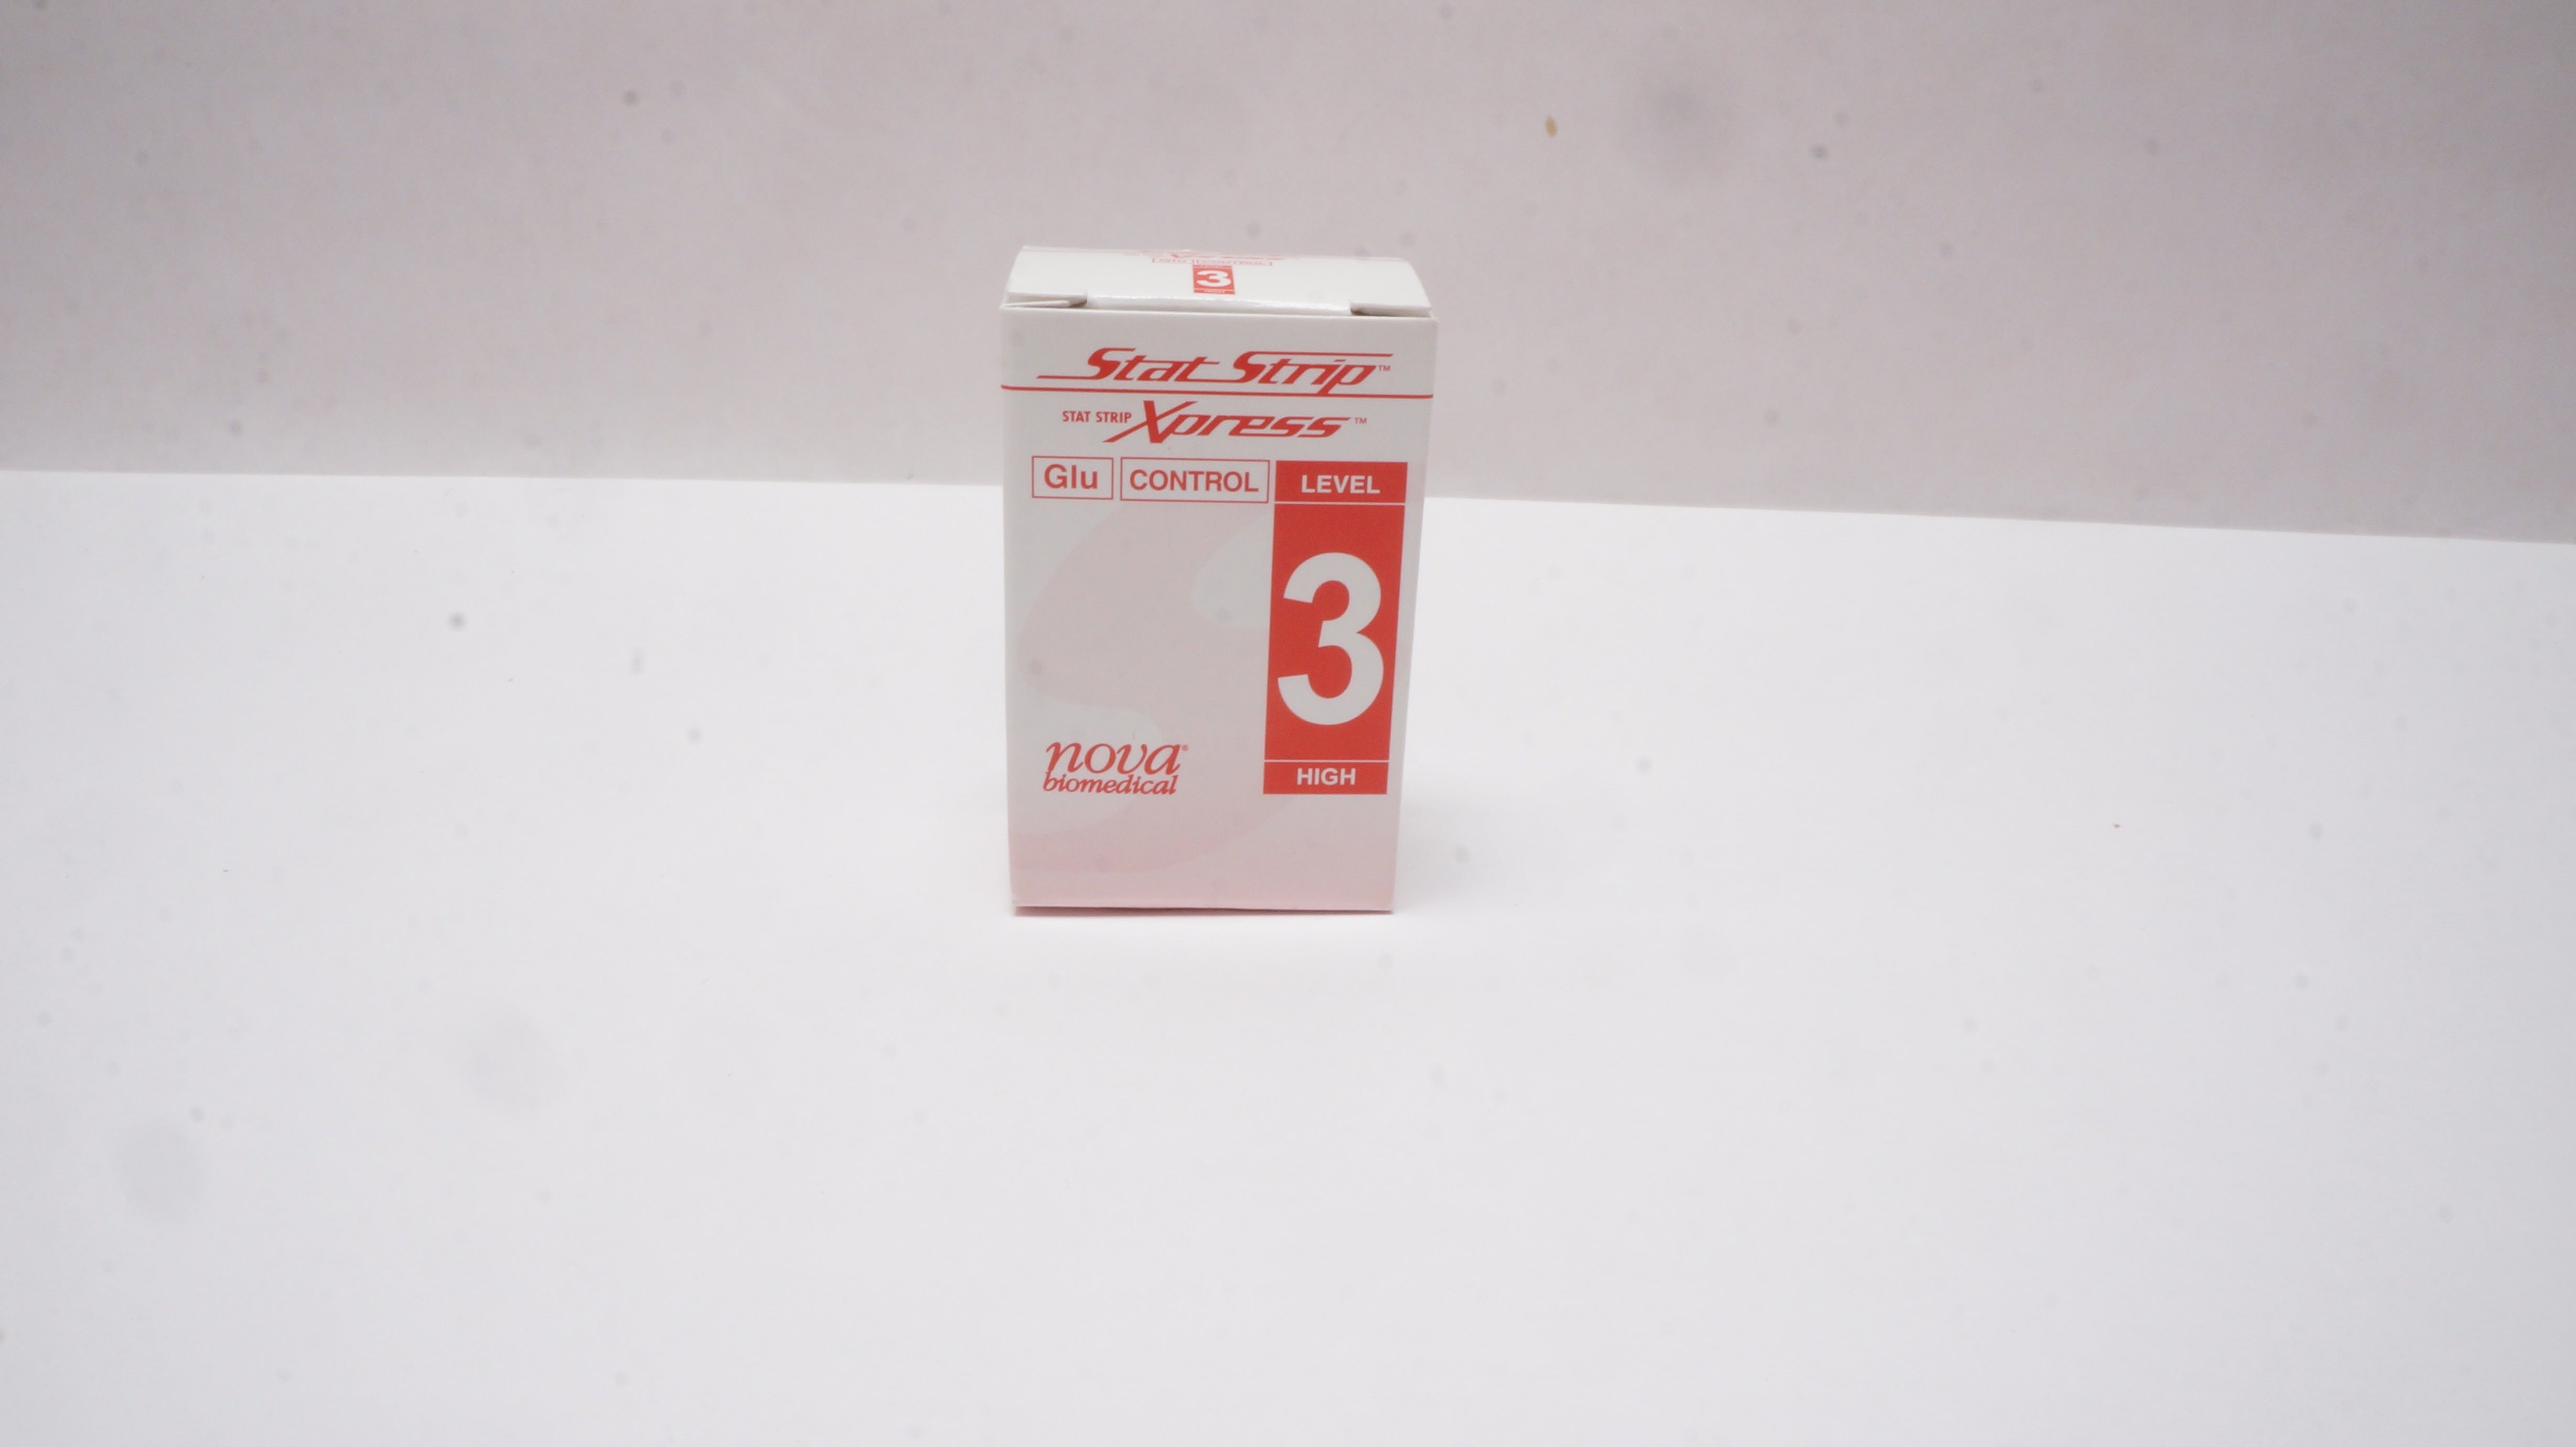 3
Stat Strip™
STAT STRIP Xpress™
Glu CONTROL LEVEL
3
nova®
biomedical
HIGH